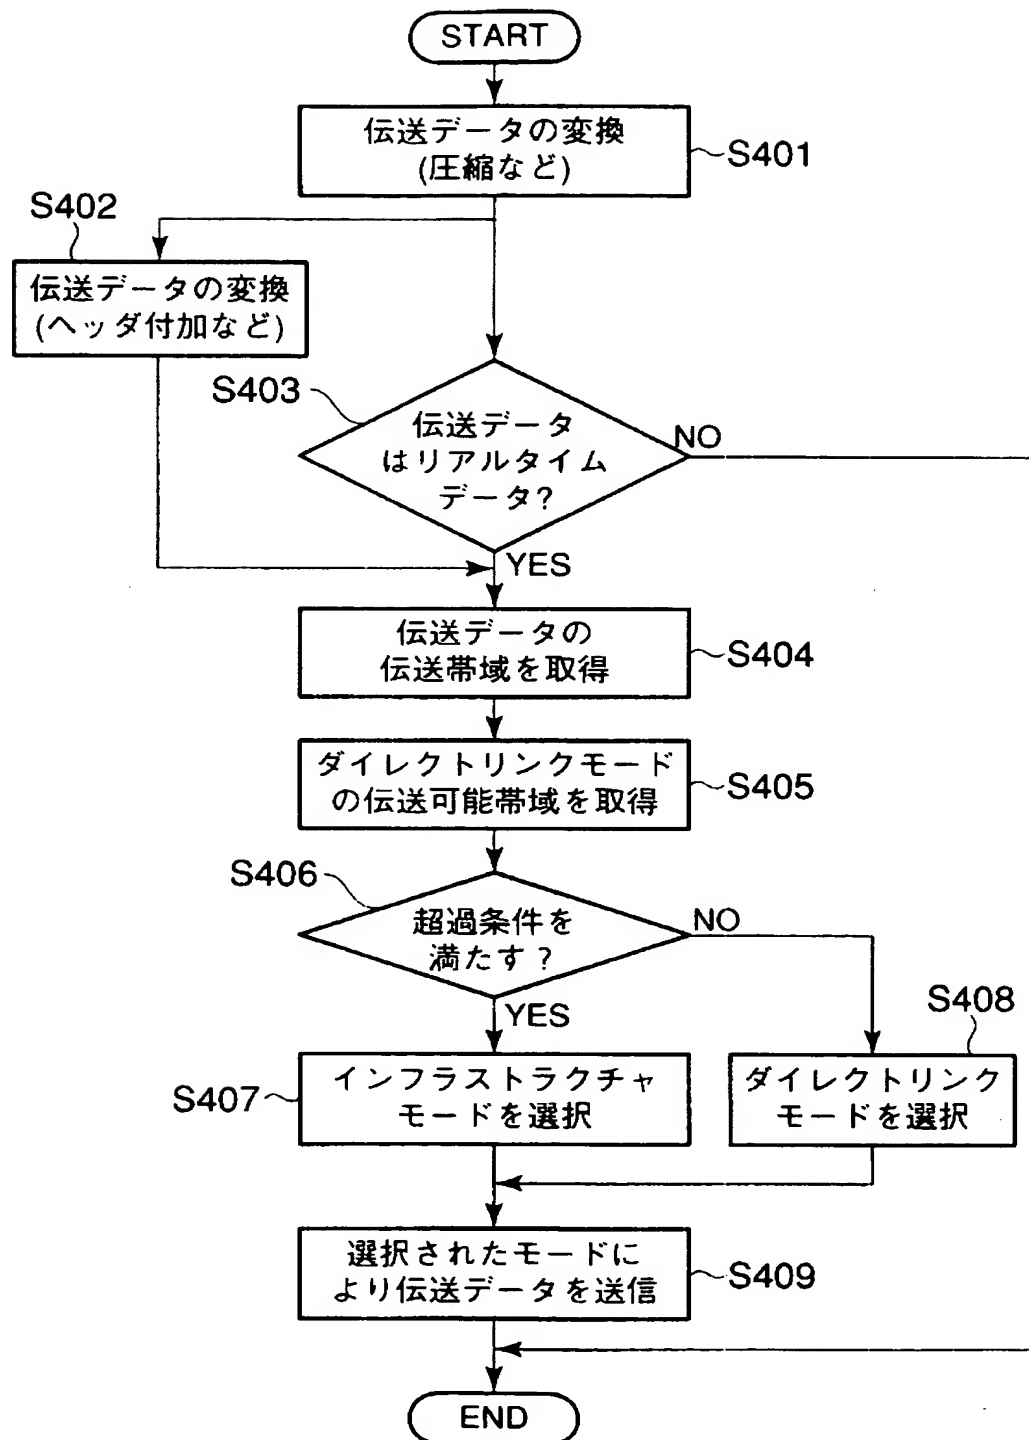 START
伝送データの変換
(圧縮など)
S401
S402
伝送データの変換
(ヘッダ付加など)
S403
伝送データ
はリアルタイム
データ?
NO
YES
伝送データの
伝送帯域を取得
S404
ダイレクトリンクモード
の伝送可能帯域を取得
S405
S406
超過条件を
満たす?
NO
YES
S408
S407
インフラストラクチャ
モードを選択
ダイレクトリンク
モードを選択
選択されたモードに
より伝送データを送信
S409
END